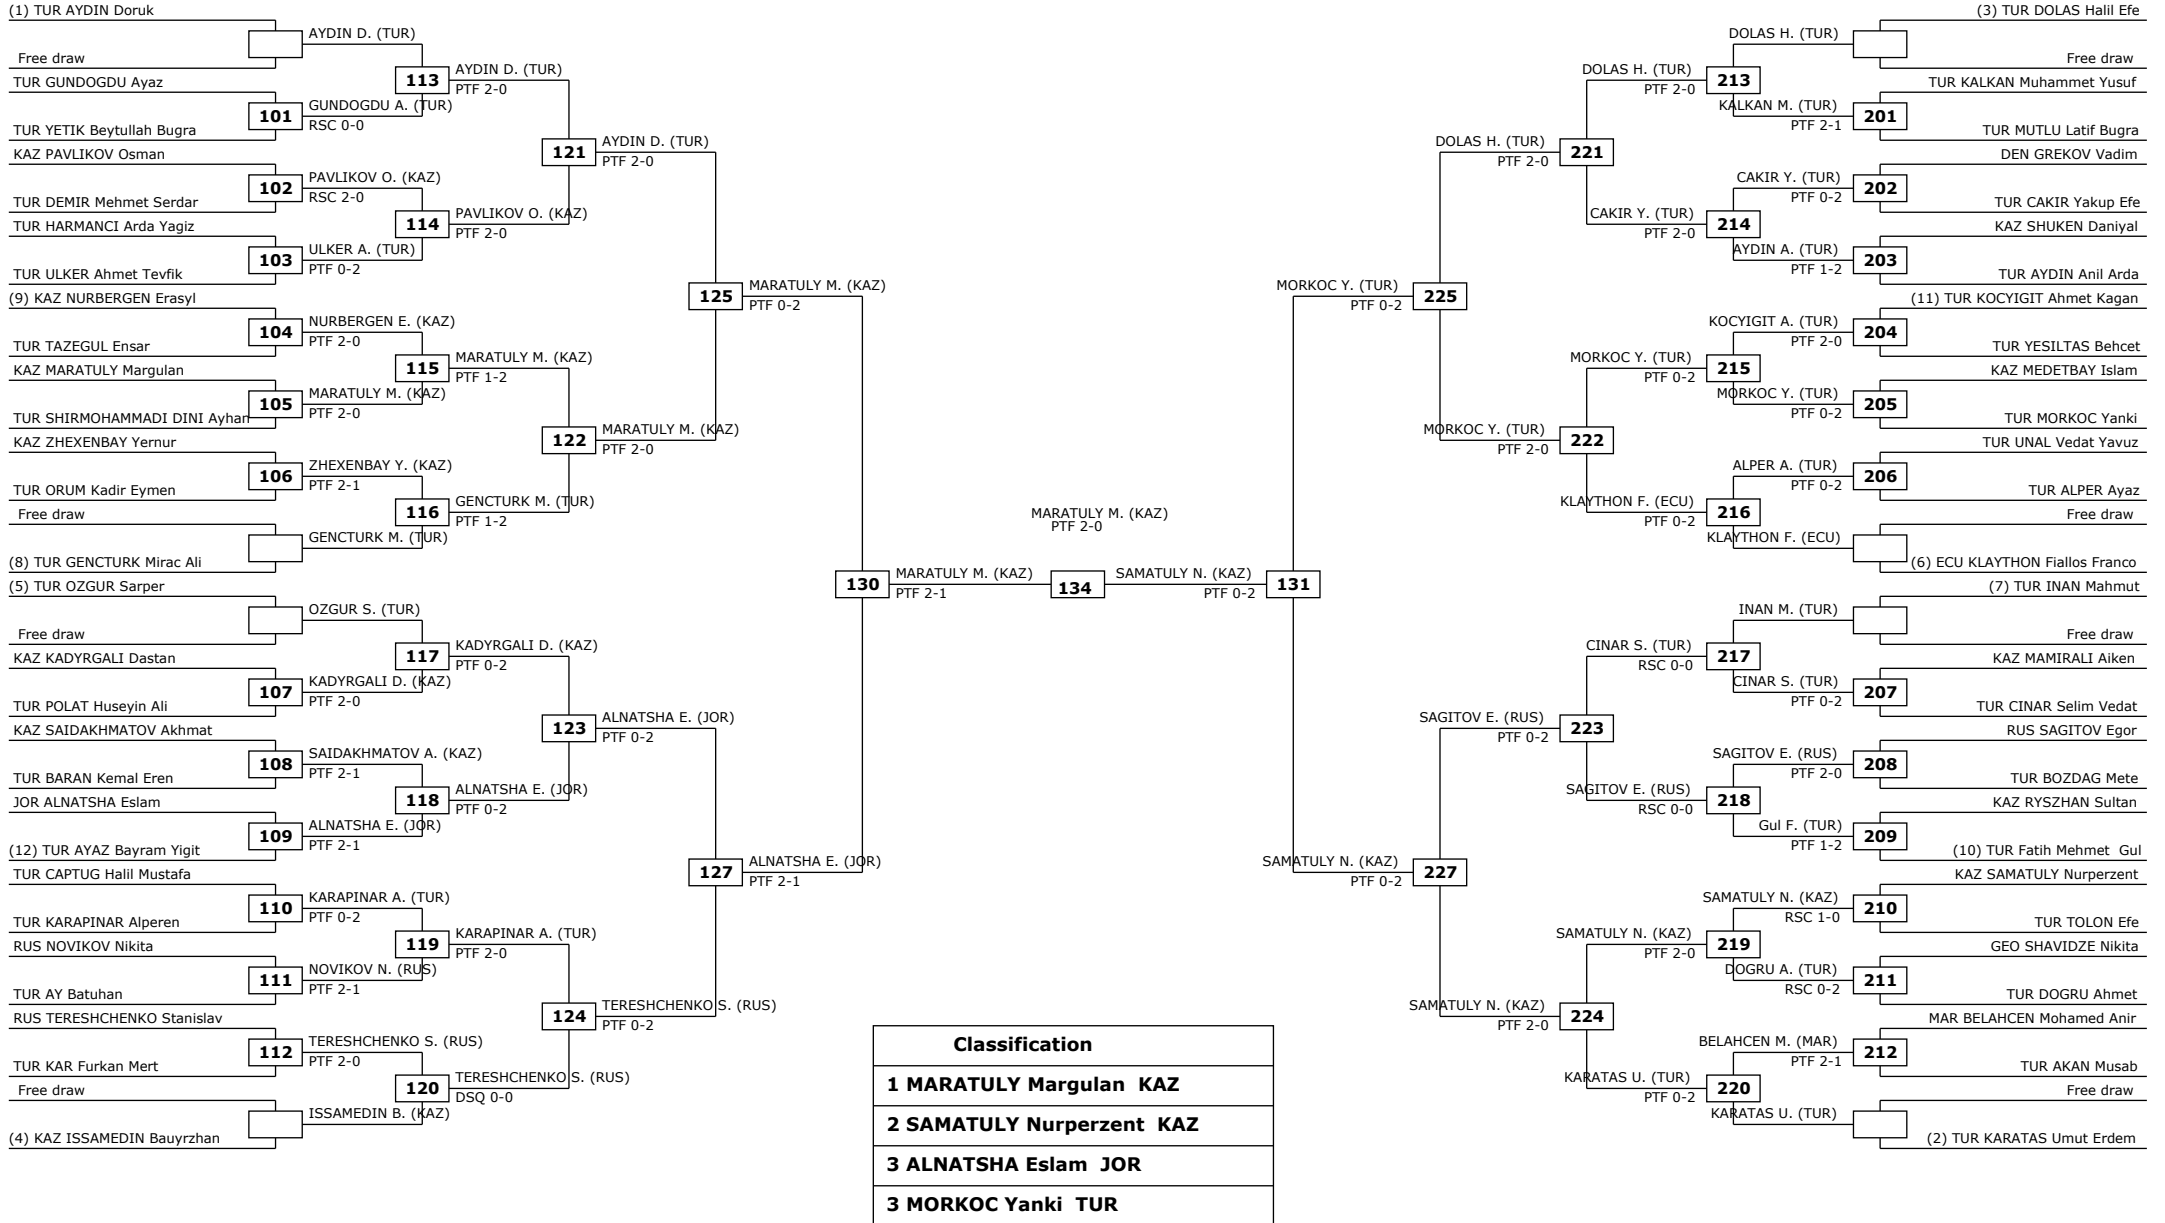 (1) TUR AYDIN Doruk
Free draw
TUR GUNDOGDU Ayaz
TUR YETIK Beytullah Bugra
KAZ PAVLIKOV Osman
TUR DEMIR Mehmet Serdar
TUR HARMANCI Arda Yagiz
TUR ULKER Ahmet Tevfik
(9) KAZ NURBERGEN Erasyl
TUR TAZEGUL Ensar
KAZ MARATULY Margulan
TUR SHIRMOHAMMADI DINI Ayhan
KAZ ZHEXENBAY Yernur
TUR ORUM Kadir Eymen
Free draw
(8) TUR GENCTURK Mirac Ali
(5) TUR OZGUR Sarper
Free draw
KAZ KADYRGALI Dastan
TUR POLAT Huseyin Ali
KAZ SAIDAKHMATOV Akhmat
TUR BARAN Kemal Eren
JOR ALNATSHA Eslam
(12) TUR AYAZ Bayram Yigit
TUR CAPTUG Halil Mustafa
TUR KARAPINAR Alperen
RUS NOVIKOV Nikita
TUR AY Batuhan
RUS TERESHCHENKO Stanislav
TUR KAR Furkan Mert
Free draw
(4) KAZ ISSAMEDIN Bauyrzhan
AYDIN D. (TUR)
101
GUNDOGDU A. (TUR)
RSC 0-0
102
PAVLIKOV O. (KAZ)
RSC 2-0
103
ULKER A. (TUR)
PTF 0-2
104
NURBERGEN E. (KAZ)
PTF 2-0
105
MARATULY M. (KAZ)
PTF 2-0
106
ZHEXENBAY Y. (KAZ)
PTF 2-1
GENCTURK M. (TUR)
OZGUR S. (TUR)
107
KADYRGALI D. (KAZ)
PTF 2-0
108
SAIDAKHMATOV A. (KAZ)
PTF 2-1
109
ALNATSHA E. (JOR)
PTF 2-1
110
KARAPINAR A. (TUR)
PTF 0-2
111
NOVIKOV N. (RUS)
PTF 2-1
112
TERESHCHENKO S. (RUS)
PTF 2-0
ISSAMEDIN B. (KAZ)
113
AYDIN D. (TUR)
PTF 2-0
114
PAVLIKOV O. (KAZ)
PTF 2-0
115
MARATULY M. (KAZ)
PTF 1-2
116
GENCTURK M. (TUR)
PTF 1-2
117
KADYRGALI D. (KAZ)
PTF 0-2
118
ALNATSHA E. (JOR)
PTF 0-2
119
KARAPINAR A. (TUR)
PTF 2-0
120
TERESHCHENKO S. (RUS)
DSQ 0-0
121
AYDIN D. (TUR)
PTF 2-0
122
MARATULY M. (KAZ)
PTF 2-0
123
ALNATSHA E. (JOR)
PTF 0-2
124
TERESHCHENKO S. (RUS)
PTF 0-2
125
MARATULY M. (KAZ)
PTF 0-2
127
ALNATSHA E. (JOR)
PTF 2-1
130
MARATULY M. (KAZ)
PTF 2-1
MARATULY M. (KAZ)
PTF 2-0
134
SAMATULY N. (KAZ)
PTF 0-2
131
MORKOC Y. (TUR)
PTF 0-2
225
SAMATULY N. (KAZ)
PTF 0-2
227
DOLAS H. (TUR)
PTF 2-0
221
MORKOC Y. (TUR)
PTF 2-0
222
SAGITOV E. (RUS)
PTF 0-2
223
SAMATULY N. (KAZ)
PTF 2-0
224
DOLAS H. (TUR)
PTF 2-0
213
CAKIR Y. (TUR)
PTF 2-0
214
MORKOC Y. (TUR)
PTF 0-2
215
KLAYTHON F. (ECU)
PTF 0-2
216
CINAR S. (TUR)
RSC 0-0
217
SAGITOV E. (RUS)
RSC 0-0
218
SAMATULY N. (KAZ)
PTF 2-0
219
KARATAS U. (TUR)
PTF 0-2
220
DOLAS H. (TUR)
KALKAN M. (TUR)
PTF 2-1
201
CAKIR Y. (TUR)
PTF 0-2
202
AYDIN A. (TUR)
PTF 1-2
203
KOCYIGIT A. (TUR)
PTF 2-0
204
MORKOC Y. (TUR)
PTF 0-2
205
ALPER A. (TUR)
PTF 0-2
206
KLAYTHON F. (ECU)
INAN M. (TUR)
CINAR S. (TUR)
PTF 0-2
207
SAGITOV E. (RUS)
PTF 2-0
208
Gul F. (TUR)
PTF 1-2
209
SAMATULY N. (KAZ)
RSC 1-0
210
DOGRU A. (TUR)
RSC 0-2
211
BELAHCEN M. (MAR)
PTF 2-1
212
KARATAS U. (TUR)
(3) TUR DOLAS Halil Efe
Free draw
TUR KALKAN Muhammet Yusuf
TUR MUTLU Latif Bugra
DEN GREKOV Vadim
TUR CAKIR Yakup Efe
KAZ SHUKEN Daniyal
TUR AYDIN Anil Arda
(11) TUR KOCYIGIT Ahmet Kagan
TUR YESILTAS Behcet
KAZ MEDETBAY Islam
TUR MORKOC Yanki
TUR UNAL Vedat Yavuz
TUR ALPER Ayaz
Free draw
(6) ECU KLAYTHON Fiallos Franco
(7) TUR INAN Mahmut
Free draw
KAZ MAMIRALI Aiken
TUR CINAR Selim Vedat
RUS SAGITOV Egor
TUR BOZDAG Mete
KAZ RYSZHAN Sultan
(10) TUR Fatih Mehmet Gul
KAZ SAMATULY Nurperzent
TUR TOLON Efe
GEO SHAVIDZE Nikita
TUR DOGRU Ahmet
MAR BELAHCEN Mohamed Anir
TUR AKAN Musab
Free draw
(2) TUR KARATAS Umut Erdem
Classification
1 MARATULY Margulan KAZ
2 SAMATULY Nurperzent KAZ
3 ALNATSHA Eslam JOR
3 MORKOC Yanki TUR